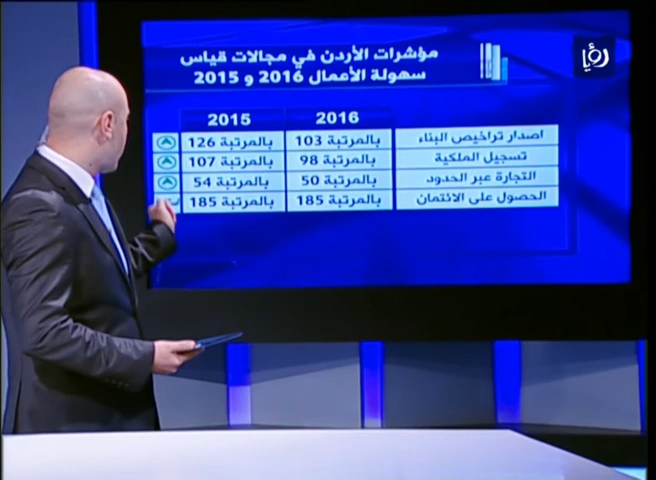 رؤيا
مؤشرات الأردن في مجالات قياس
سهولة الأعمال 2016 و 2015
2016 2015
اصدار تراخيص البناء بالمرتبة 103 بالمرتبة 126
تسجيل الملكية بالمرتبة 98 بالمرتبة 107
التجارة عبر الحدود بالمرتبة 50 بالمرتبة 54
الحصول على الائتمان بالمرتبة 185 بالمرتبة 185